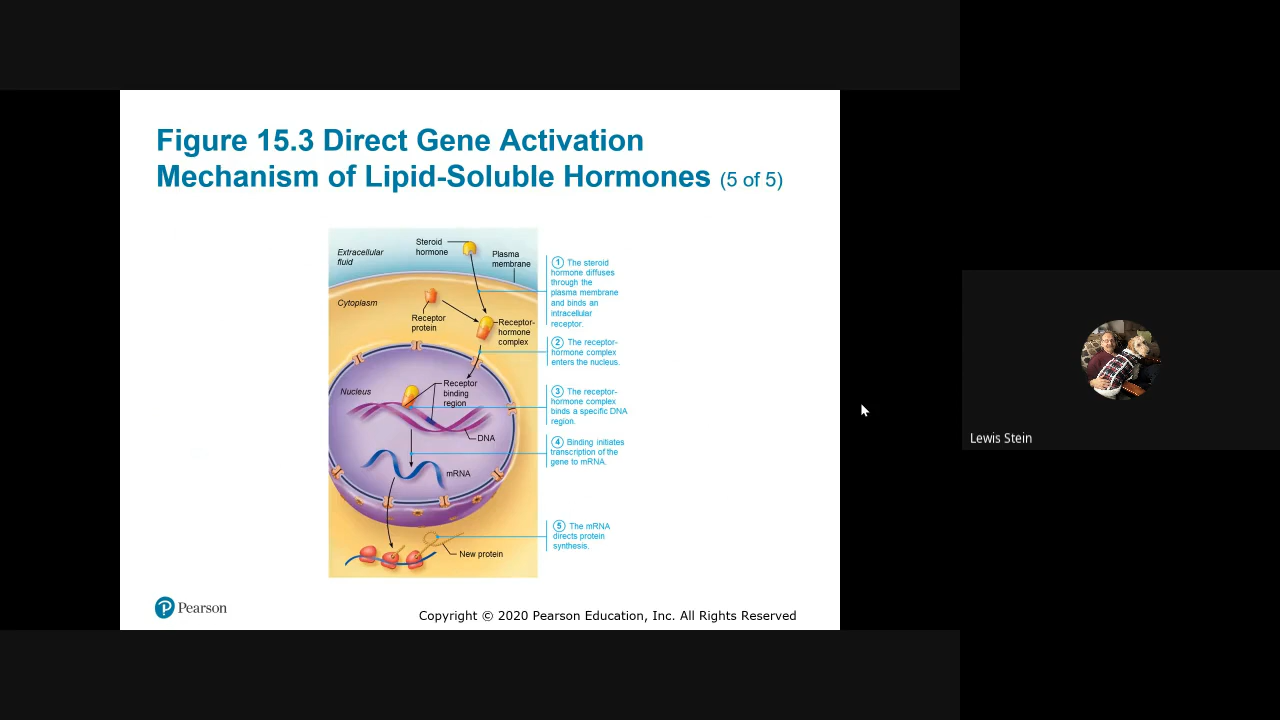 Figure 15.3 Direct Gene Activation
Mechanism of Lipid-Soluble Hormones (5 of 5)
Extracellular
fluid
Steroid
hormone
Plasma
membrane
Cytoplasm
Receptor
protein
Receptor-
hormone
complex
Nucleus
Receptor
binding
region
DNA
mRNA
New protein
1 The steroid
hormone diffuses
through the
plasma membrane
and binds an
intracellular
receptor.
2 The receptor-
hormone complex
enters the nucleus.
3 The receptor-
hormone complex
binds a specific DNA
region.
4 Binding initiates
transcription of the
gene to mRNA.
5 The mRNA
directs protein
synthesis.
P Pearson
Copyright © 2020 Pearson Education, Inc. All Rights Reserved
Lewis Stein